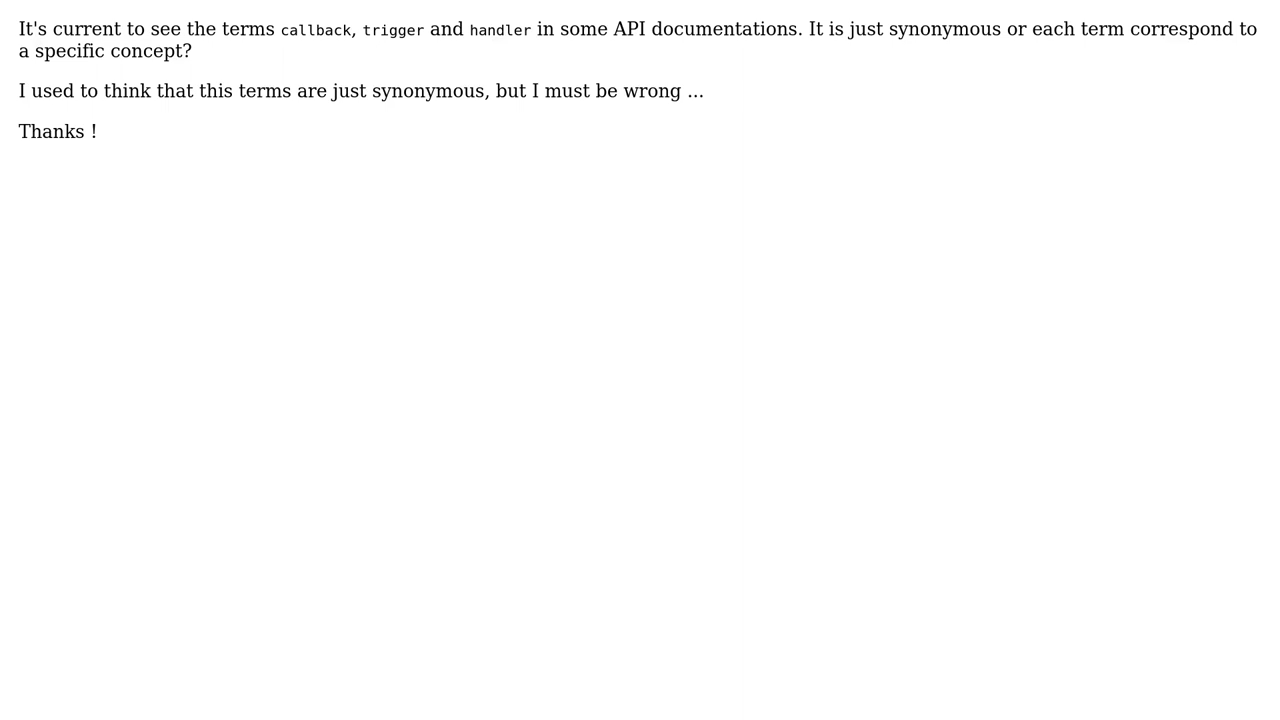 It's current to see the terms callback, trigger and handler in some API documentations. It is just synonymous or each term correspond to
a specific concept?
I used to think that this terms are just synonymous, but I must be wrong ...
Thanks !